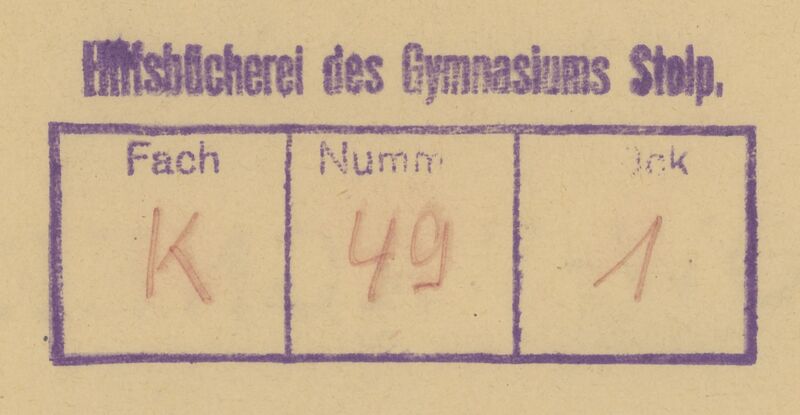 Hilfsbücherei des Gymnasiums Stolp.
Fach Numm
K 49 1